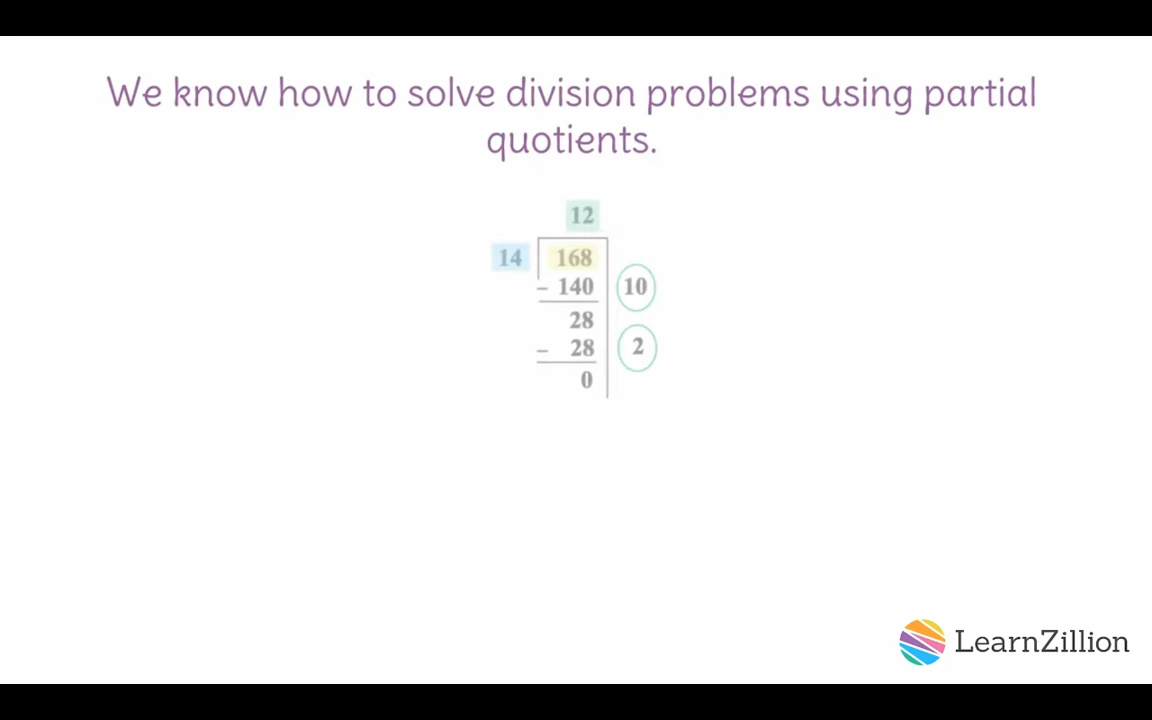 We know how to solve division problems using partial
quotients.
12
14 168
- 140 10
28
- 28 2
0
LearnZillion